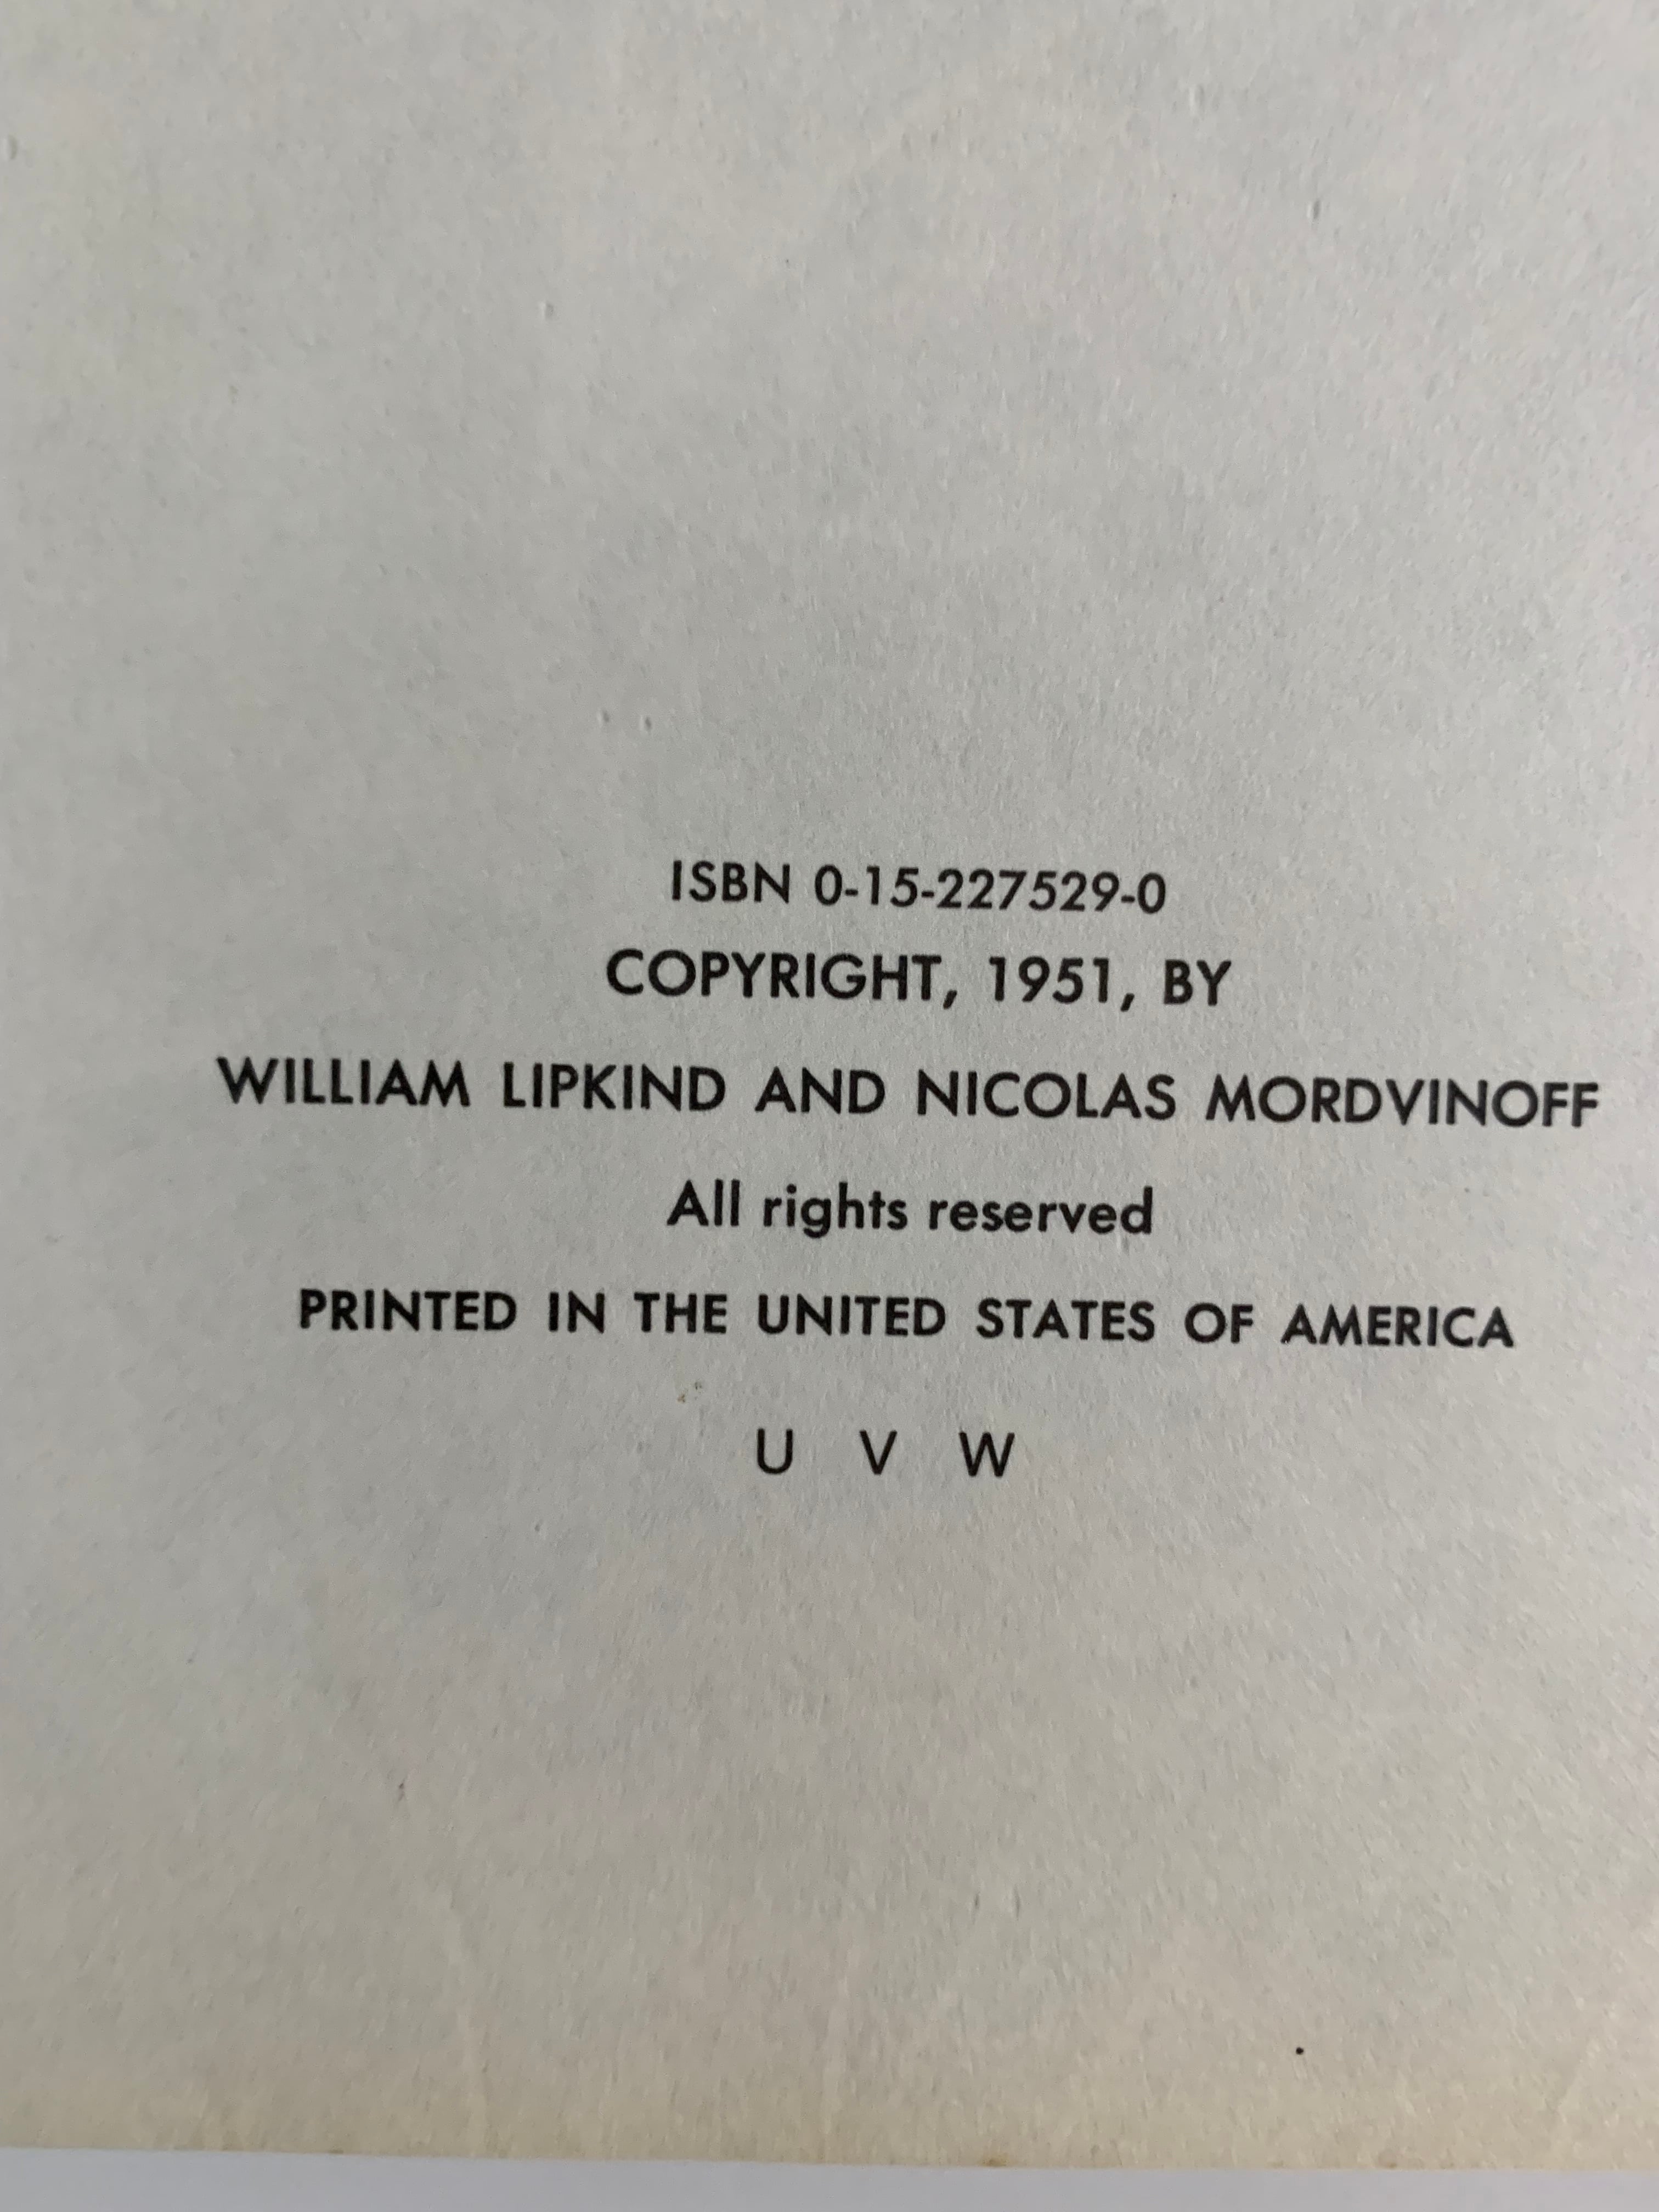 ISBN 0-15-227529-0
COPYRIGHT, 1951, BY
WILLIAM LIPKIND AND NICOLAS MORDVINOFF
All rights reserved
PRINTED IN THE UNITED STATES OF AMERICA
U V W